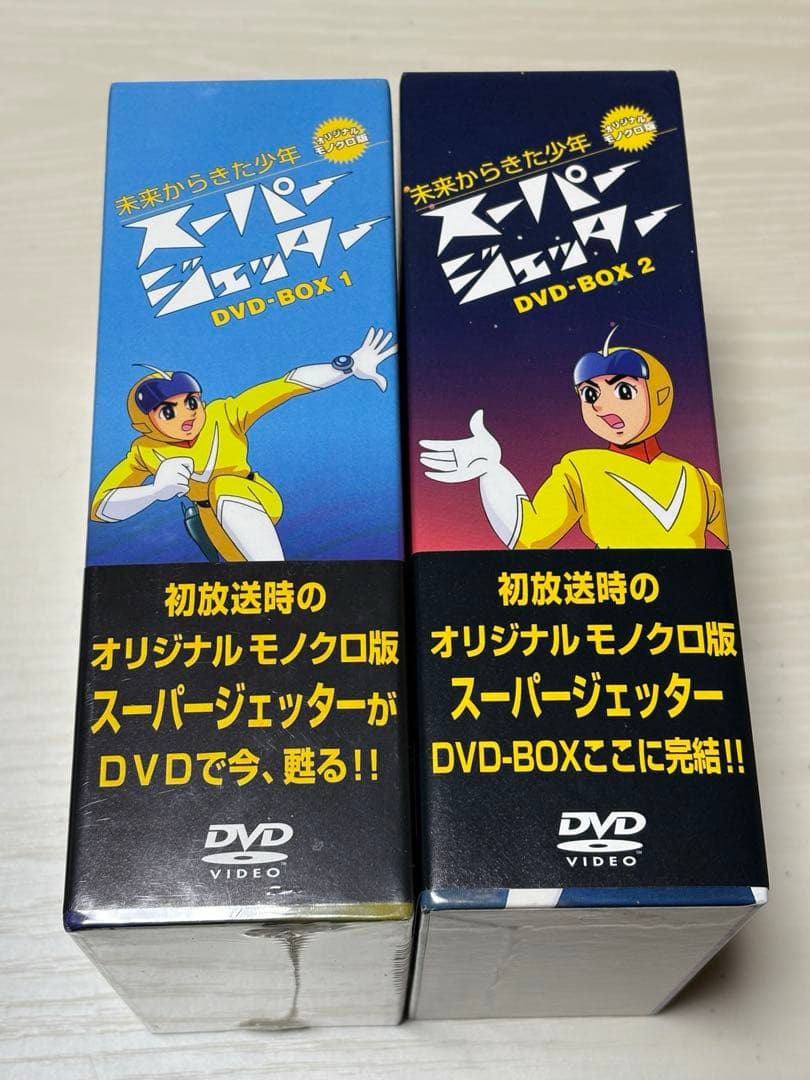 未来からきた少年
オリジナル
モノクロ版
スーパー
ジェッター
DVD-BOX 1
初放送時の
オリジナル モノクロ版
スーパージェッターが
DVDで今、甦る!!
DVD
VIDEO
未来からきた少年
オリジナル
モノクロ版
スーパー
ジェッター
DVD-BOX 2
初放送時の
オリジナル モノクロ版
スーパージェッター
DVD-BOXここに完結!!
DVD
VIDEO